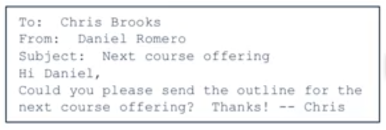 To:  Chris Brooks
From:  Daniel Romero
Subject:  Next course offering
Hi Daniel,
Could you please send the outline for the
next course offering?  Thanks! -- Chris